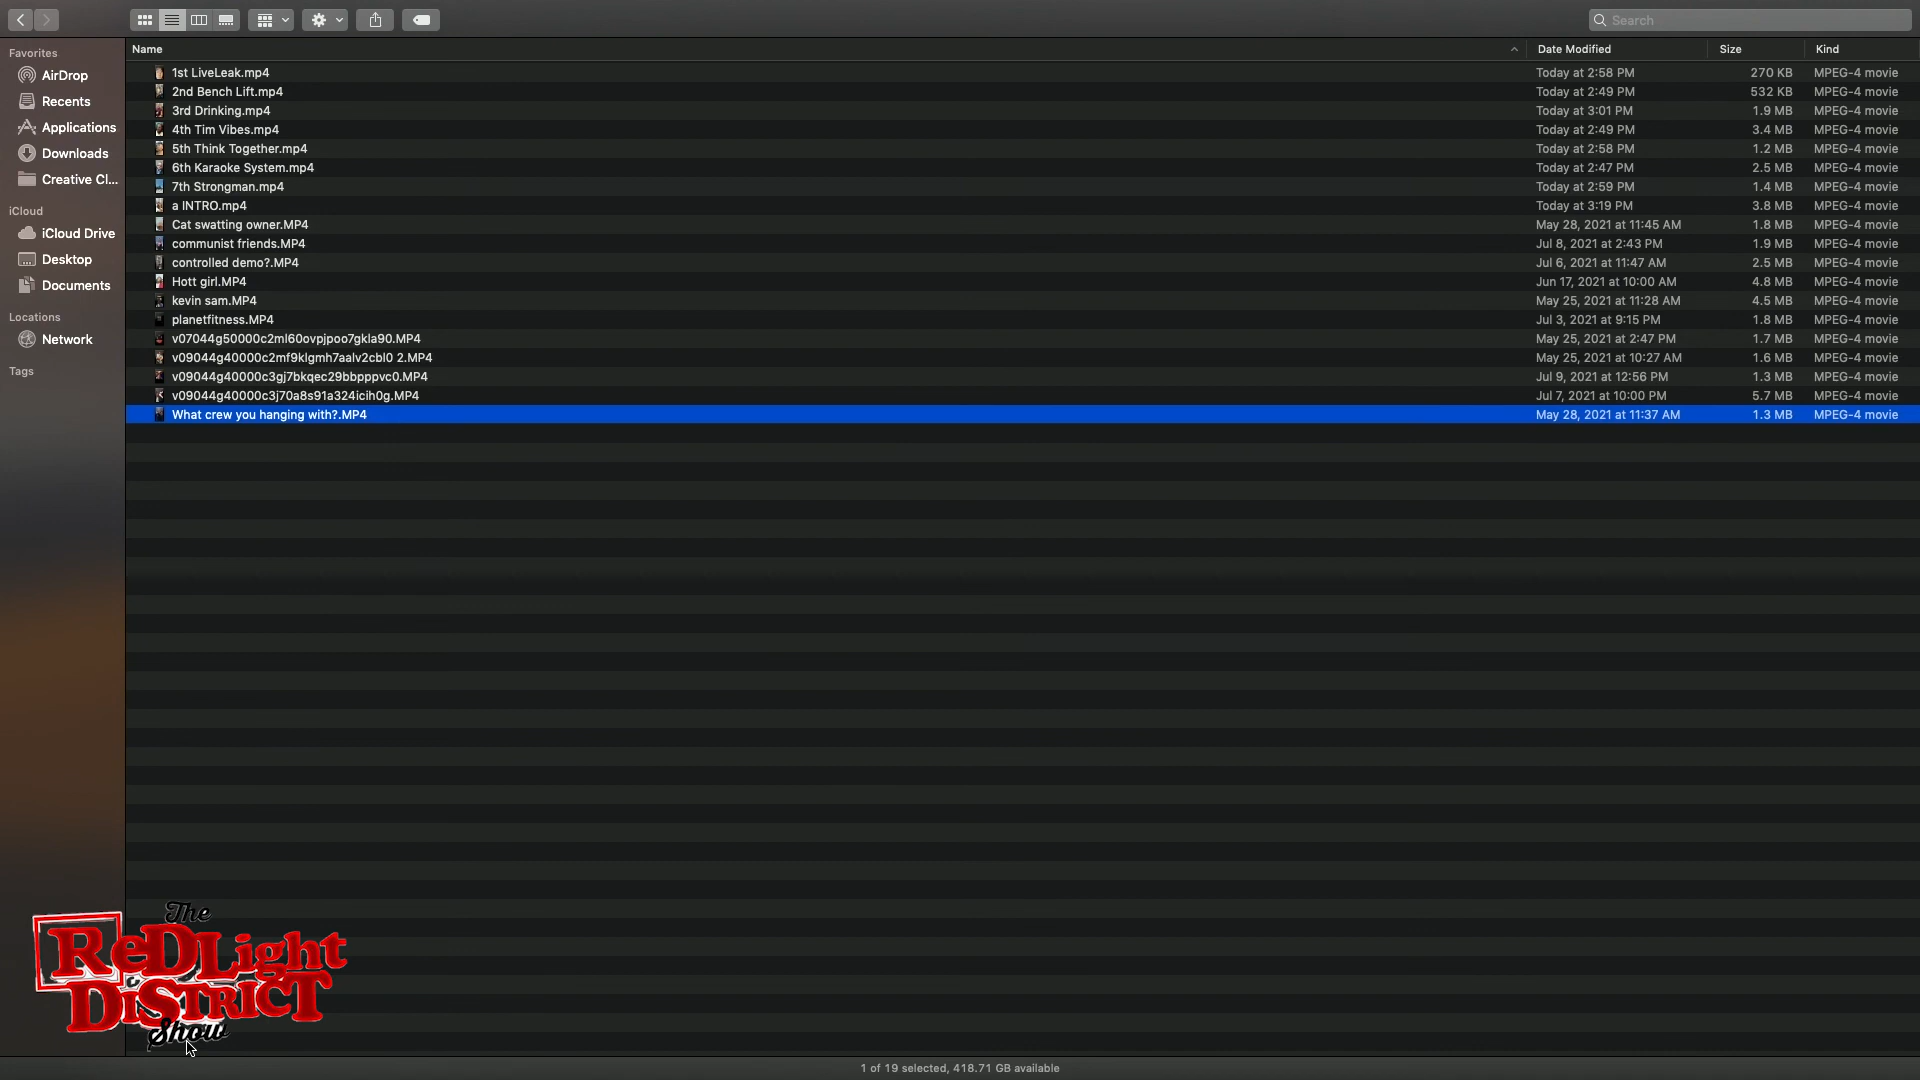 Search
Favorites
AirDrop
Recents
Applications
Downloads
Creative Cl...
iCloud
iCloud Drive
Desktop
Documents
Locations
Network
Tags
Name Date Modified Size Kind
1st LiveLeak.mp4 Today at 2:58 PM 270 KB MPEG-4 movie
2nd Bench Lift.mp4 Today at 2:49 PM 532 KB MPEG-4 movie
3rd Drinking.mp4 Today at 3:01 PM 1.9 MB MPEG-4 movie
4th Tim Vibes.mp4 Today at 2:49 PM 3.4 MB MPEG-4 movie
5th Think Together.mp4 Today at 2:58 PM 1.2 MB MPEG-4 movie
6th Karaoke System.mp4 Today at 2:47 PM 2.5 MB MPEG-4 movie
7th Strongman.mp4 Today at 2:59 PM 1.4 MB MPEG-4 movie
a INTRO.mp4 Today at 3:19 PM 3.8 MB MPEG-4 movie
Cat swatting owner.MP4 May 28, 2021 at 11:45 AM 1.8 MB MPEG-4 movie
communist friends.MP4 Jul 8, 2021 at 2:43 PM 1.9 MB MPEG-4 movie
controlled demo?.MP4 Jul 6, 2021 at 11:47 AM 2.5 MB MPEG-4 movie
Hott girl.MP4 Jun 17, 2021 at 10:00 AM 4.8 MB MPEG-4 movie
kevin sam.MP4 May 25, 2021 at 11:28 AM 4.5 MB MPEG-4 movie
planetfitness.MP4 Jul 3, 2021 at 9:15 PM 1.8 MB MPEG-4 movie
v07044g50000c2ml60ovpjpoo7gkla90.MP4 May 25, 2021 at 2:47 PM 1.7 MB MPEG-4 movie
v09044g40000c2mf9klgmh7aalv2cbl0 2.MP4 May 25, 2021 at 10:27 AM 1.6 MB MPEG-4 movie
v09044g40000c3gj7bkqec29bbpppvc0.MP4 Jul 9, 2021 at 12:56 PM 1.3 MB MPEG-4 movie
v09044g40000c3j70a8s91a324icih0g.MP4 Jul 7, 2021 at 10:00 PM 5.7 MB MPEG-4 movie
What crew you hanging with?.MP4 May 28, 2021 at 11:37 AM 1.3 MB MPEG-4 movie
The
ReDLight
DiSTRiCT
Show
1 of 19 selected, 418.71 GB available